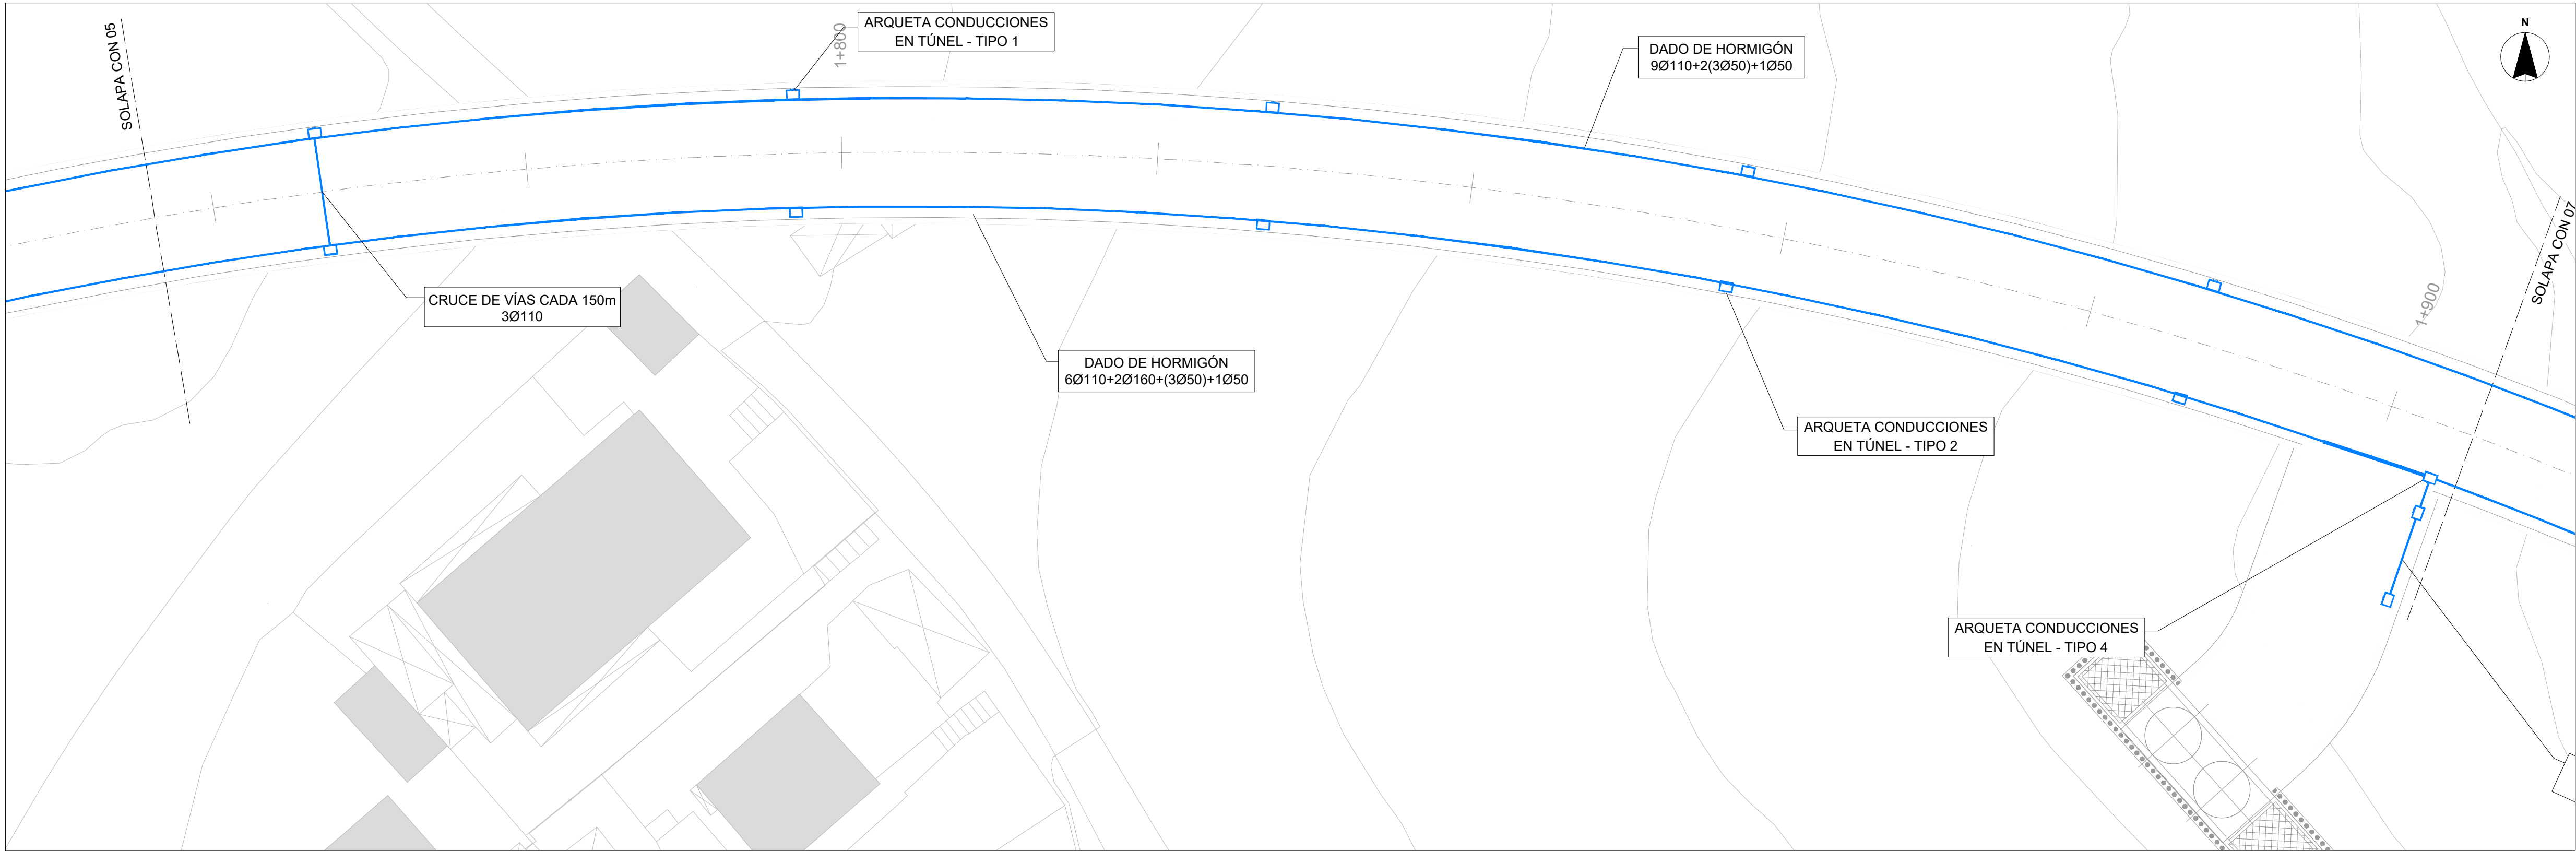 SOLAPA CON 05
1+800
ARQUETA CONDUCCIONES
EN TÚNEL - TIPO 1
DADO DE HORMIGÓN
9Ø110+2(3Ø50)+1Ø50
N
SOLAPA CON 07
1+900
CRUCE DE VÍAS CADA 150m
3Ø110
DADO DE HORMIGÓN
6Ø110+2Ø160+(3Ø50)+1Ø50
ARQUETA CONDUCCIONES
EN TÚNEL - TIPO 2
ARQUETA CONDUCCIONES
EN TÚNEL - TIPO 4